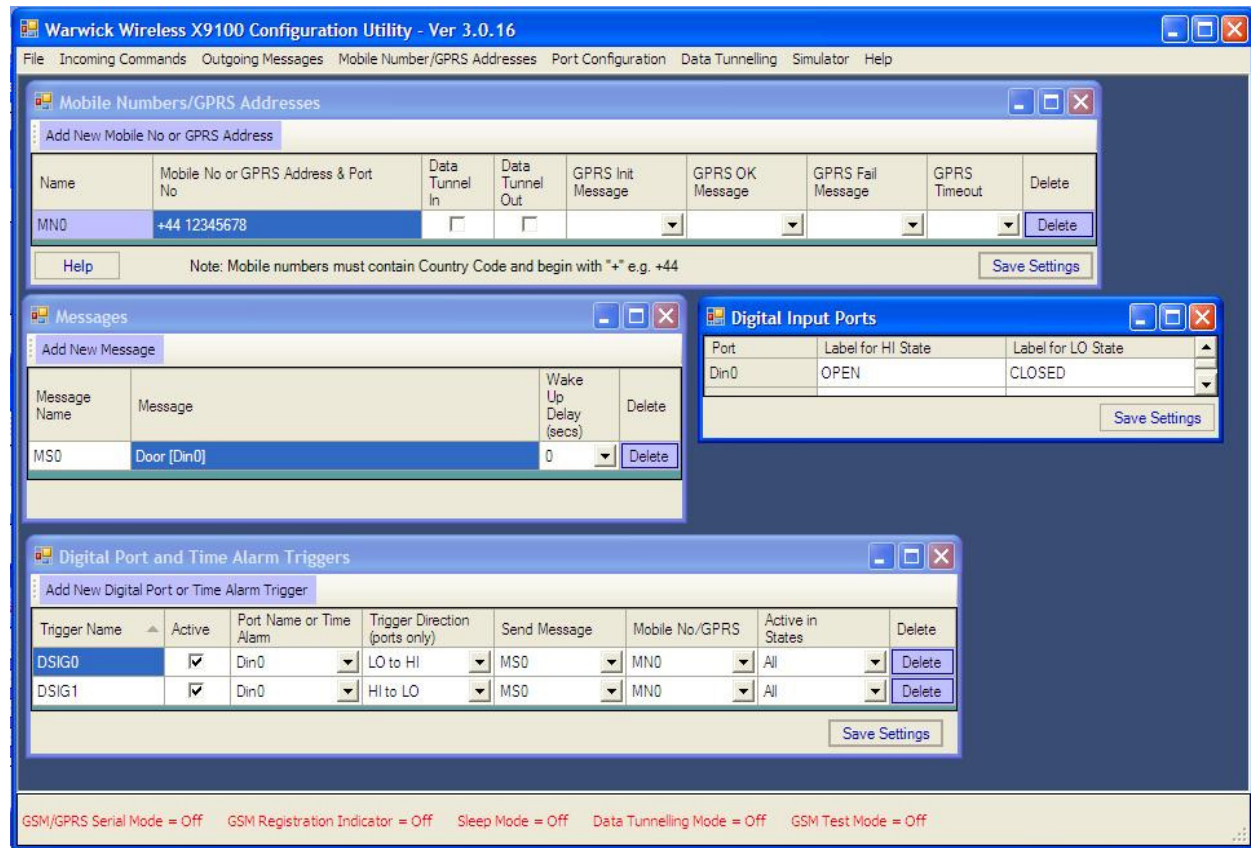 Warwick Wireless X9100 Configuration Utility - Ver 3.0.16
File Incoming Commands Outgoing Messages Mobile Number/GPRS Addresses Port Configuration Data Tunnelling Simulator Help
Mobile Numbers/GPRS Addresses
Add New Mobile No or GPRS Address
Name Mobile No or GPRS Address & Port No Data Tunnel In Data Tunnel Out GPRS Init Message GPRS OK Message GPRS Fail Message GPRS Timeout Delete
MN0 +44 12345678 Delete
Help Note: Mobile numbers must contain Country Code and begin with "+" e.g. +44 Save Settings
Messages
Add New Message
Message Name Message Wake Up Delay (secs) Delete
MS0 Door [Din0] 0 Delete
Digital Input Ports
Port Label for HI State Label for LO State
Din0 OPEN CLOSED
Save Settings
Digital Port and Time Alarm Triggers
Add New Digital Port or Time Alarm Trigger
Trigger Name Active Port Name or Time Alarm Trigger Direction (ports only) Send Message Mobile No/GPRS Active in States Delete
DSIG0 Din0 LO to HI MS0 MN0 All Delete
DSIG1 Din0 HI to LO MS0 MN0 All Delete
Save Settings
GSM/GPRS Serial Mode = Off GSM Registration Indicator = Off Sleep Mode = Off Data Tunnelling Mode = Off GSM Test Mode = Off